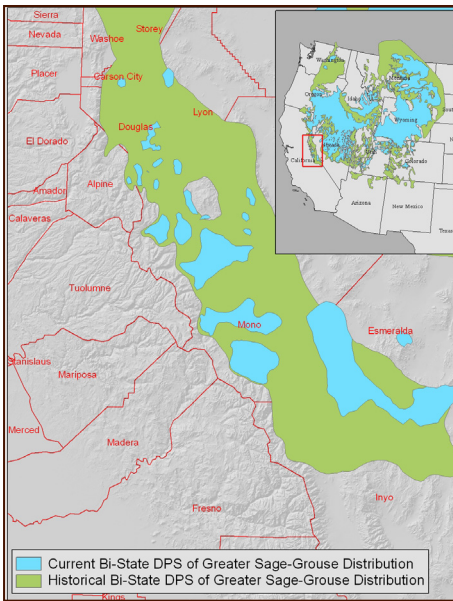 Sierra
Storey
Nevada
Washoe
Placer
Carson City
Lyon
Douglas
El Dorado
Alpine
Amador
Calaveras
Tuolumne
Mono
Esmeralda
Stanislaus
Mariposa
Merced
Madera
Inyo
Fresno
Kings
Washington
Montana
Oregon
Idaho
Wyoming
Nevada
Utah
Colorado
California
Arizona
New Mexico
Texas
Current Bi-State DPS of Greater Sage-Grouse Distribution
Historical Bi-State DPS of Greater Sage-Grouse Distribution